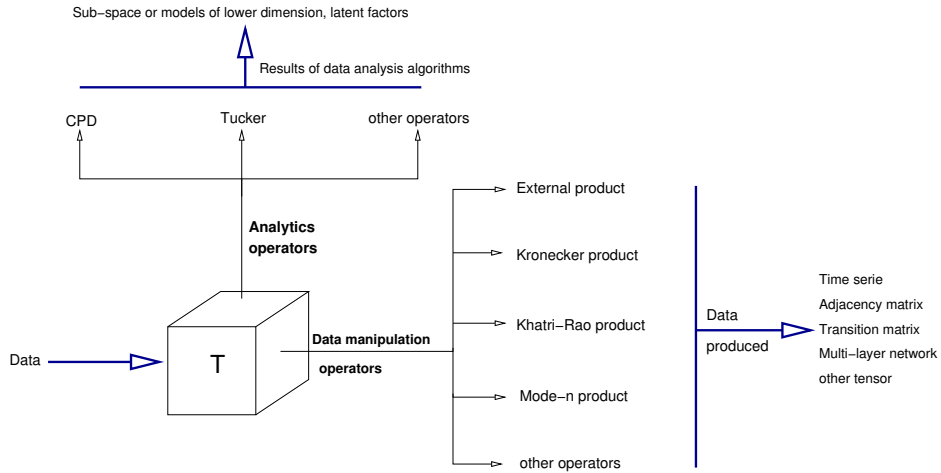 Sub−space or models of lower dimension, latent factors
Results of data analysis algorithms
CPD
Tucker
other operators
Analytics
operators
Data
T
Data manipulation
operators
External product
Kronecker product
Khatri−Rao product
Mode−n product
other operators
Data
produced
Time serie
Adjacency matrix
Transition matrix
Multi−layer network
other tensor